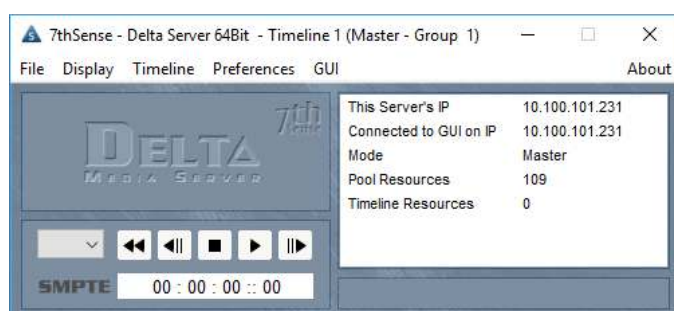 7thSense - Delta Server 64Bit - Timeline 1 (Master - Group 1)
File Display Timeline Preferences GUI About
7th
sense
DELTA
MEDIA SERVER
This Server's IP 10.100.101.231
Connected to GUI on IP 10.100.101.231
Mode Master
Pool Resources 109
Timeline Resources 0
SMPTE 00 : 00 : 00 :: 00